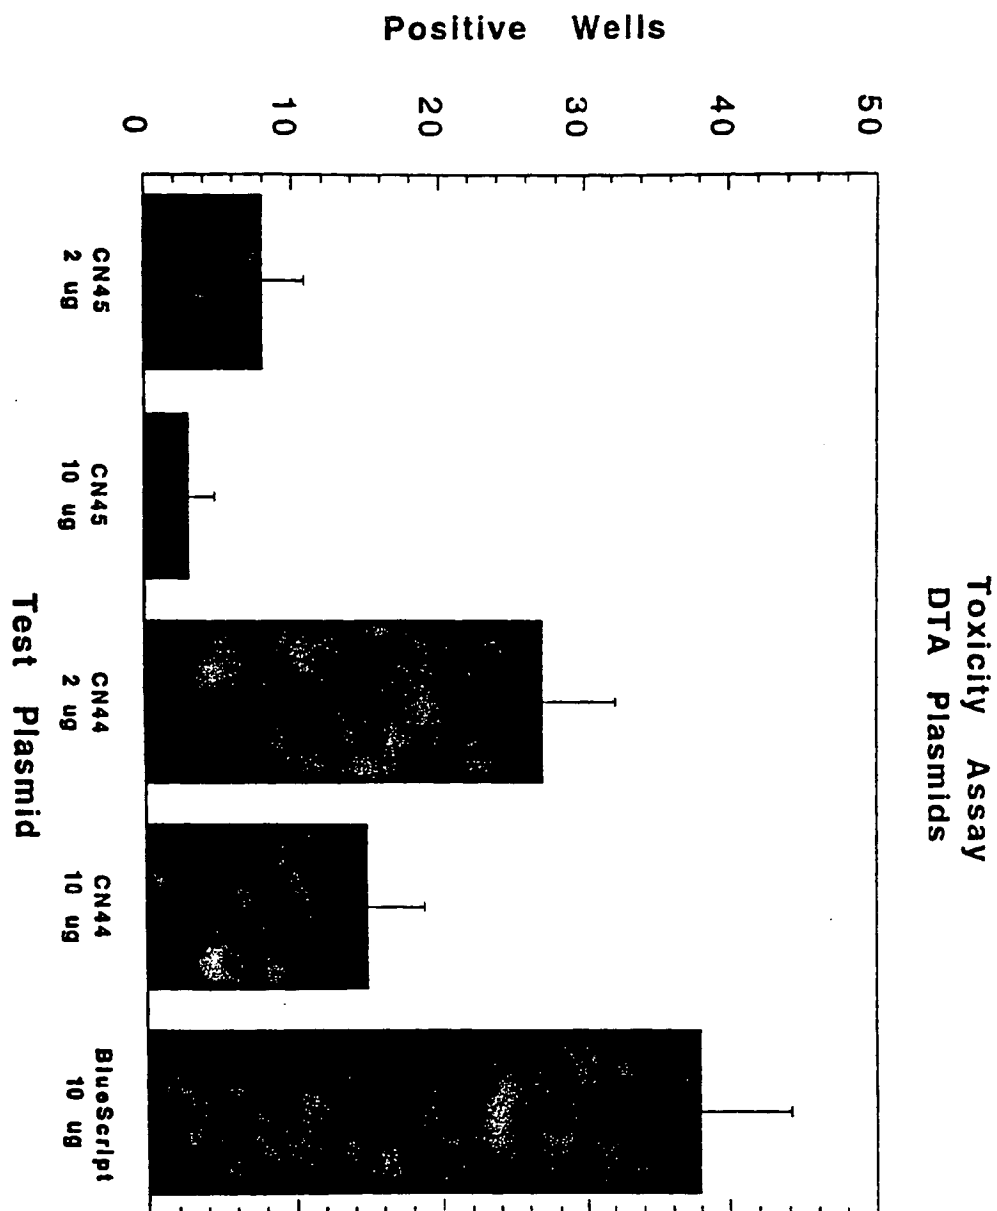 Toxicity Assay
DTA Plasmids
Positive Wells
50
40
30
20
10
0
CN45
2 ug
CN45
10 ug
CN44
2 ug
CN44
10 ug
BlueScript
10 ug
Test Plasmid